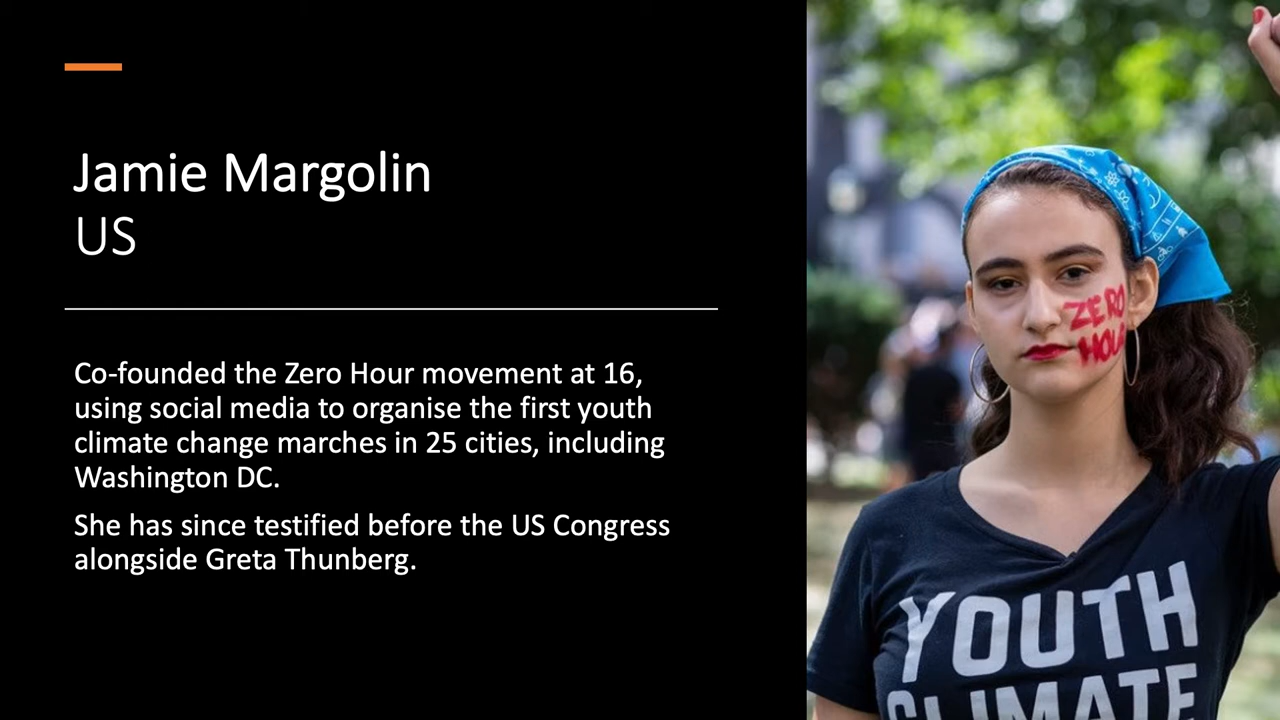 Jamie Margolin
US
Co-founded the Zero Hour movement at 16,
using social media to organise the first youth
climate change marches in 25 cities, including
Washington DC.
She has since testified before the US Congress
alongside Greta Thunberg.
ZERO
HOU
YOUTH
CLIMATE